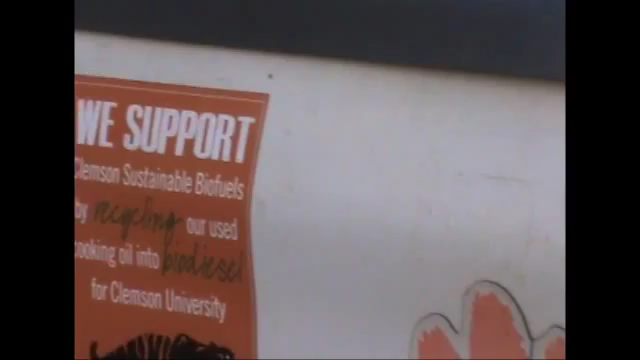 WE SUPPORT
Clemson Sustainable Biofuels
by recycling our used
cooking oil into biodiesel
for Clemson University